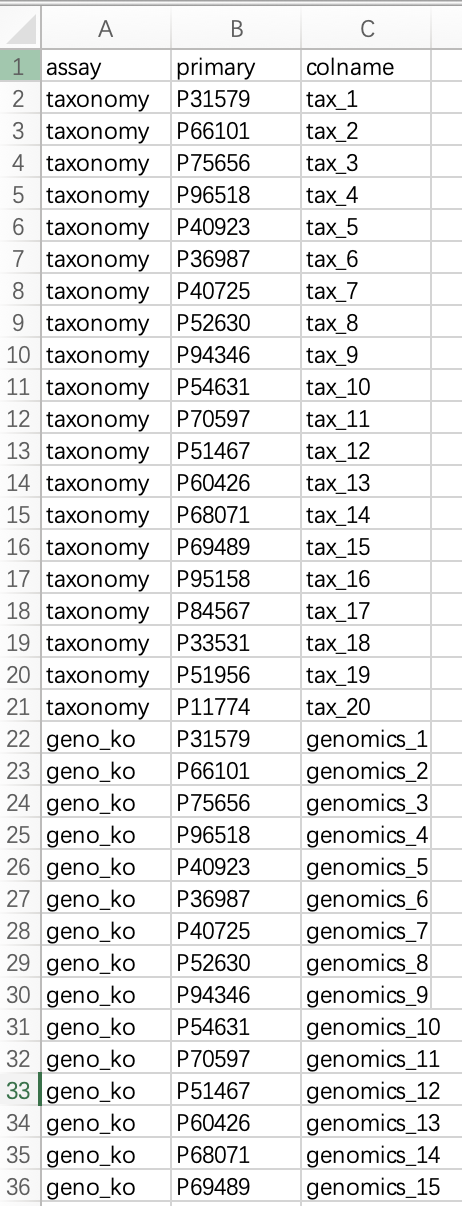 A B C
1 assay primary colname
2 taxonomy P31579 tax_1
3 taxonomy P66101 tax_2
4 taxonomy P75656 tax_3
5 taxonomy P96518 tax_4
6 taxonomy P40923 tax_5
7 taxonomy P36987 tax_6
8 taxonomy P40725 tax_7
9 taxonomy P52630 tax_8
10 taxonomy P94346 tax_9
11 taxonomy P54631 tax_10
12 taxonomy P70597 tax_11
13 taxonomy P51467 tax_12
14 taxonomy P60426 tax_13
15 taxonomy P68071 tax_14
16 taxonomy P69489 tax_15
17 taxonomy P95158 tax_16
18 taxonomy P84567 tax_17
19 taxonomy P33531 tax_18
20 taxonomy P51956 tax_19
21 taxonomy P11774 tax_20
22 geno_ko P31579 genomics_1
23 geno_ko P66101 genomics_2
24 geno_ko P75656 genomics_3
25 geno_ko P96518 genomics_4
26 geno_ko P40923 genomics_5
27 geno_ko P36987 genomics_6
28 geno_ko P40725 genomics_7
29 geno_ko P52630 genomics_8
30 geno_ko P94346 genomics_9
31 geno_ko P54631 genomics_10
32 geno_ko P70597 genomics_11
33 geno_ko P51467 genomics_12
34 geno_ko P60426 genomics_13
35 geno_ko P68071 genomics_14
36 geno_ko P69489 genomics_15